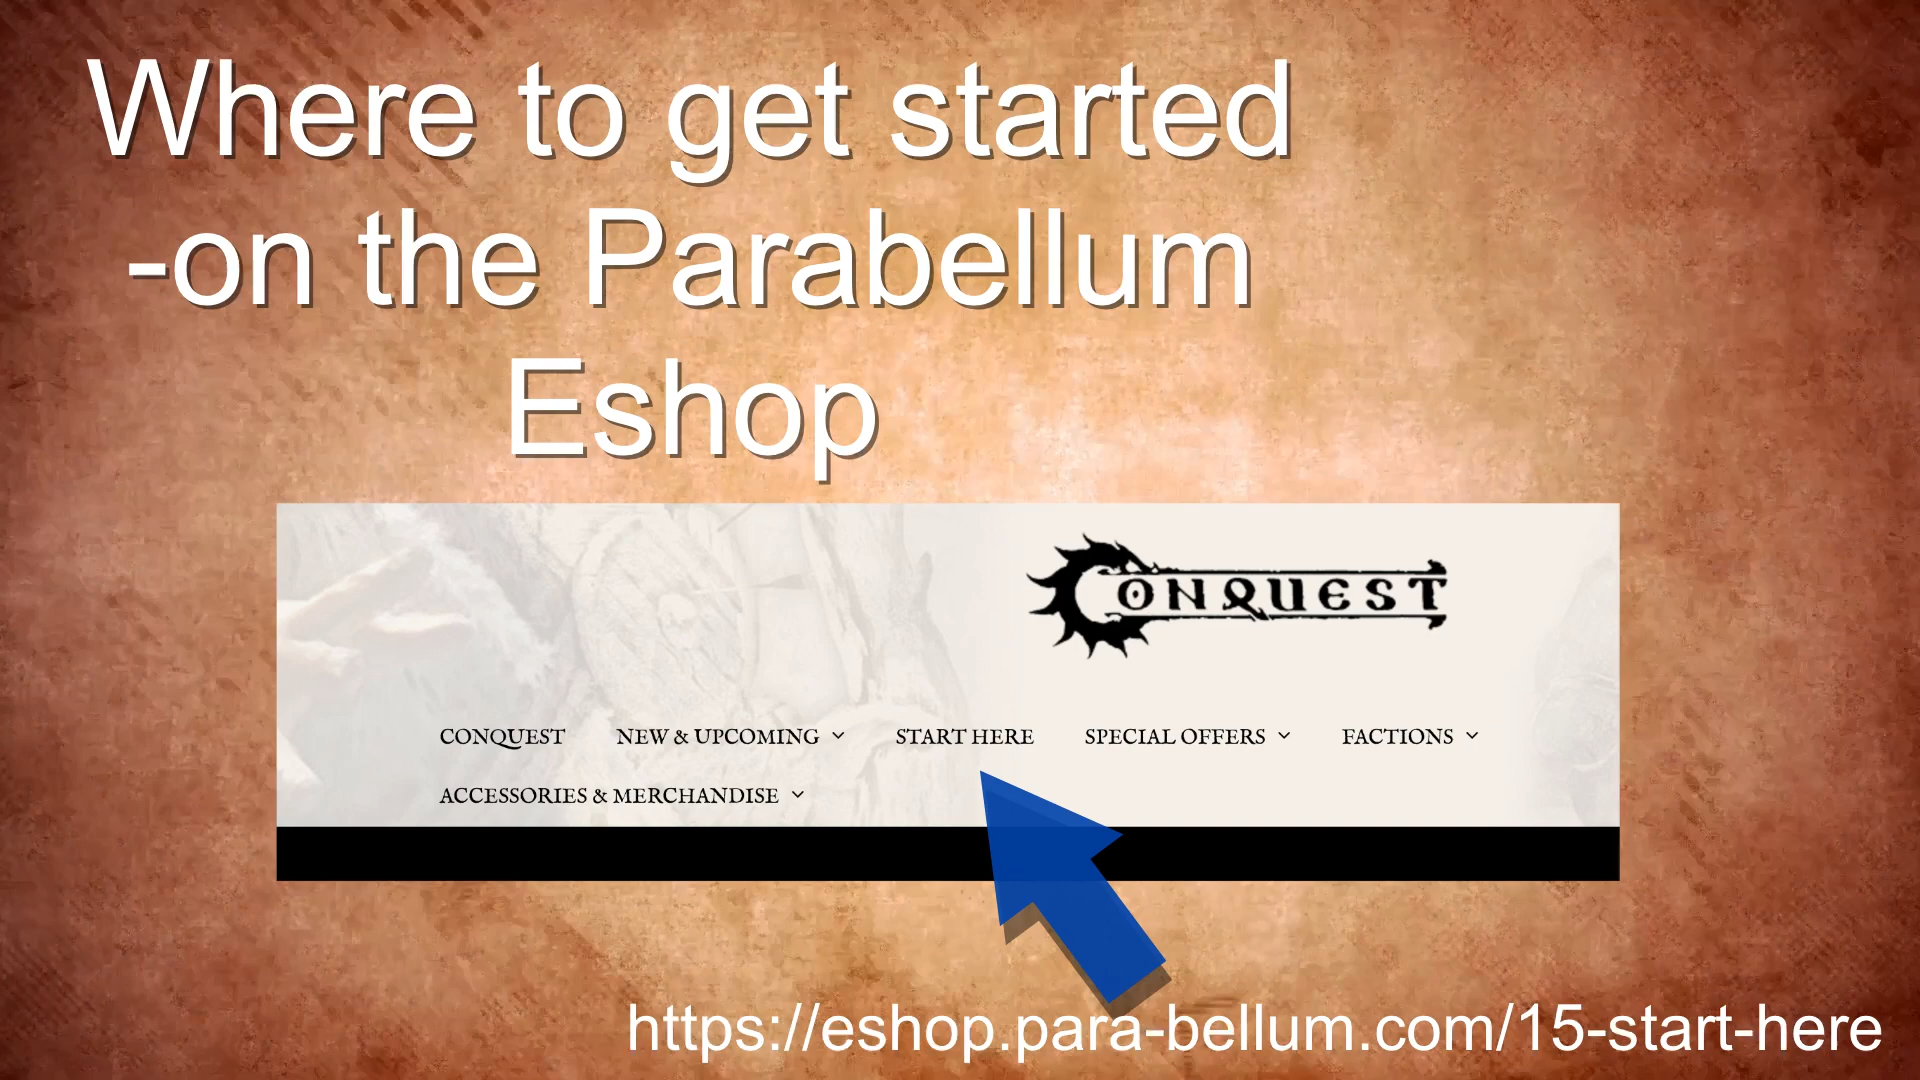 Where to get started
-on the Parabellum
Eshop
CONQUEST
CONQUEST NEW & UPCOMING START HERE SPECIAL OFFERS FACTIONS
ACCESSORIES & MERCHANDISE
https://eshop.para-bellum.com/15-start-here